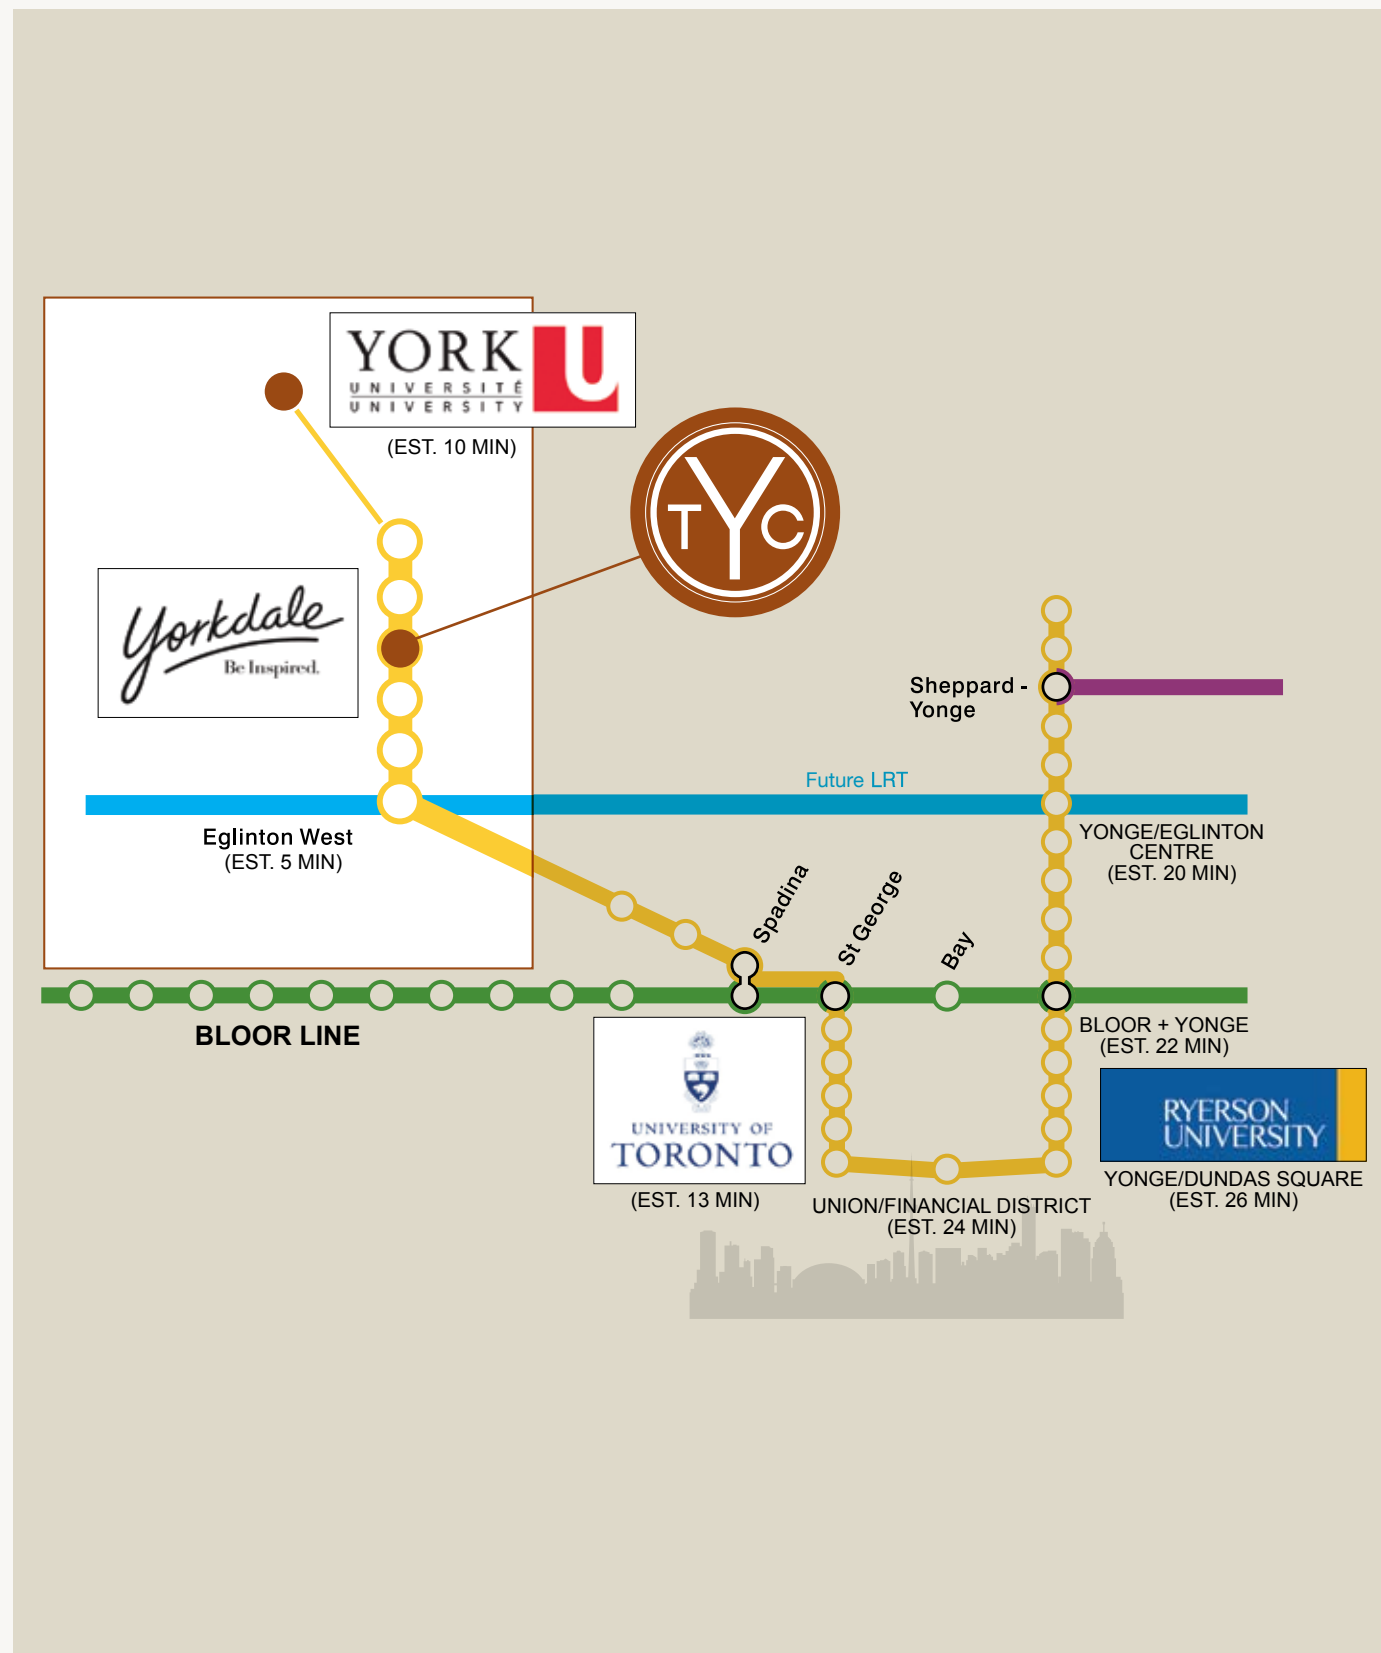 YORK
UNIVERSITÉ
UNIVERSITY
U
(EST. 10 MIN)
TYC
Yorkdale
Be Inspired.
Sheppard -
Yonge
Future LRT
Eglinton West
(EST. 5 MIN)
YONGE/EGLINTON
CENTRE
(EST. 20 MIN)
Spadina
St George
Bay
BLOOR LINE
BLOOR + YONGE
(EST. 22 MIN)
UNIVERSITY OF
TORONTO
(EST. 13 MIN)
RYERSON
UNIVERSITY
YONGE/DUNDAS SQUARE
(EST. 26 MIN)
UNION/FINANCIAL DISTRICT
(EST. 24 MIN)